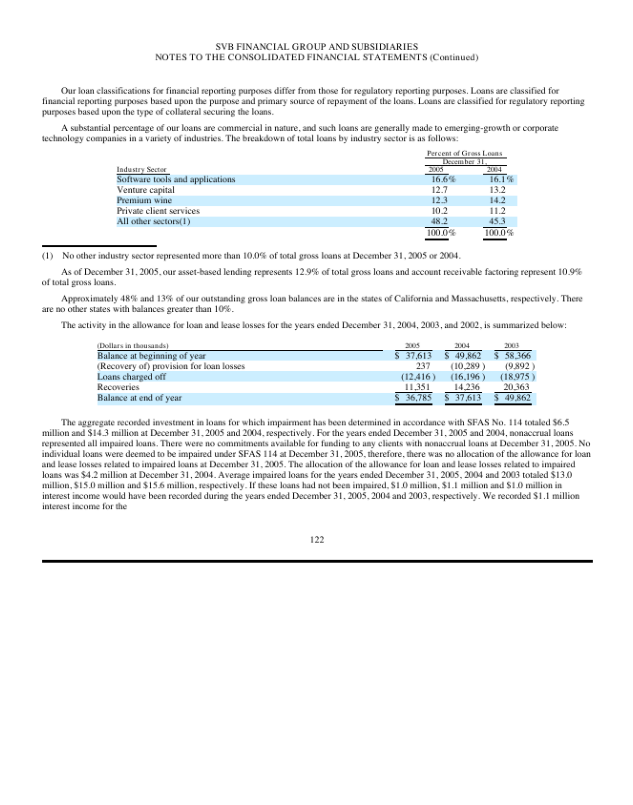 SVB FINANCIAL GROUP AND SUBSIDIARIES
NOTES TO THE CONSOLIDATED FINANCIAL STATEMENTS (Continued)
Our loan classifications for financial reporting purposes differ from those for regulatory reporting purposes. Loans are classified for
financial reporting purposes based upon the purpose and primary source of repayment of the loans. Loans are classified for regulatory reporting
purposes based upon the type of collateral securing the loans.
A substantial percentage of our loans are commercial in nature, and such loans are generally made to emerging-growth or corporate
technology companies in a variety of industries. The breakdown of total loans by industry sector is as follows:
Percent of Gross Loans
December 31,
Industry Sector 2005 2004
Software tools and applications 16.6% 16.1%
Venture capital 12.7 13.2
Premium wine 12.3 14.2
Private client services 10.2 11.2
All other sectors(1) 48.2 45.3
100.0% 100.0%
(1) No other industry sector represented more than 10.0% of total gross loans at December 31, 2005 or 2004.
As of December 31, 2005, our asset-based lending represents 12.9% of total gross loans and account receivable factoring represent 10.9%
of total gross loans.
Approximately 48% and 13% of our outstanding gross loan balances are in the states of California and Massachusetts, respectively. There
are no other states with balances greater than 10%.
The activity in the allowance for loan and lease losses for the years ended December 31, 2004, 2003, and 2002, is summarized below:
(Dollars in thousands) 2005 2004 2003
Balance at beginning of year $ 37,613 $ 49,862 $ 58,366
(Recovery of) provision for loan losses 237 (10,289 ) (9,892 )
Loans charged off (12,416 ) (16,196 ) (18,975 )
Recoveries 11,351 14,236 20,363
Balance at end of year $ 36,785 $ 37,613 $ 49,862
The aggregate recorded investment in loans for which impairment has been determined in accordance with SFAS No. 114 totaled $6.5
million and $14.3 million at December 31, 2005 and 2004, respectively. For the years ended December 31, 2005 and 2004, nonaccrual loans
represented all impaired loans. There were no commitments available for funding to any clients with nonaccrual loans at December 31, 2005. No
individual loans were deemed to be impaired under SFAS 114 at December 31, 2005, therefore, there was no allocation of the allowance for loan
and lease losses related to impaired loans at December 31, 2005. The allocation of the allowance for loan and lease losses related to impaired
loans was $4.2 million at December 31, 2004. Average impaired loans for the years ended December 31, 2005, 2004 and 2003 totaled $13.0
million, $15.0 million and $15.6 million, respectively. If these loans had not been impaired, $1.0 million, $1.1 million and $1.0 million in
interest income would have been recorded during the years ended December 31, 2005, 2004 and 2003, respectively. We recorded $1.1 million
interest income for the
122